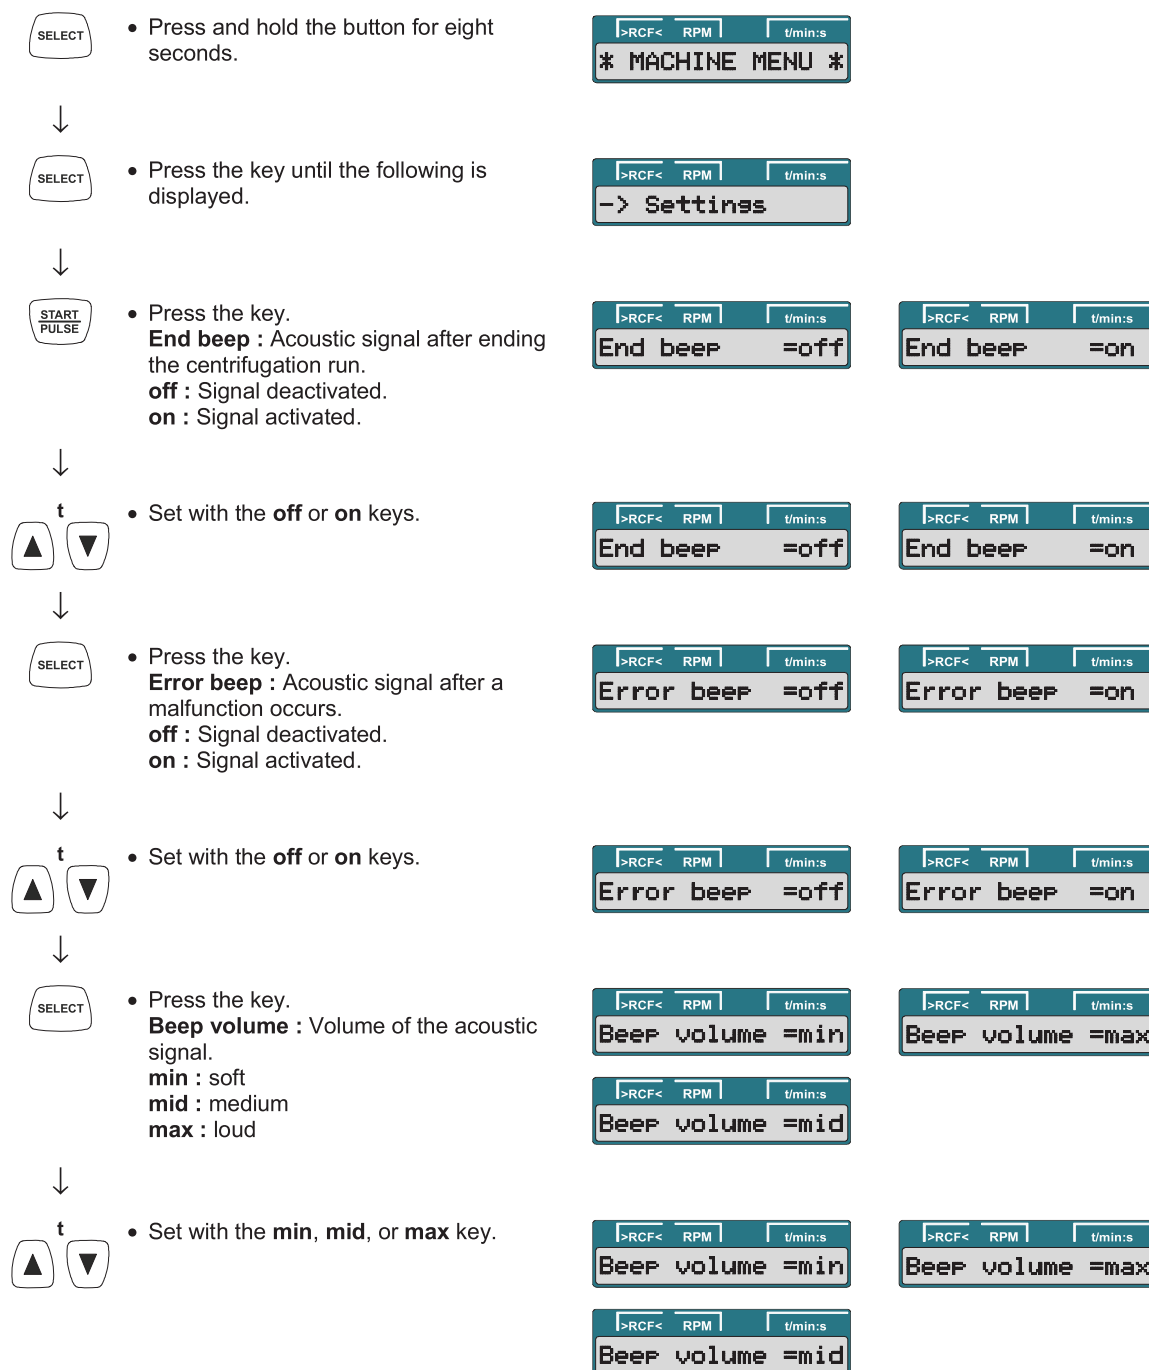 SELECT
• Press and hold the button for eight
seconds.
>RCF< RPM t/min:s
* MACHINE MENU *
SELECT
• Press the key until the following is
displayed.
>RCF< RPM t/min:s
-> Settings
START
PULSE
• Press the key.
End beep : Acoustic signal after ending
the centrifugation run.
off : Signal deactivated.
on : Signal activated.
>RCF< RPM t/min:s
End beep =off
>RCF< RPM t/min:s
End beep =on
t
• Set with the off or on keys.
>RCF< RPM t/min:s
End beep =off
>RCF< RPM t/min:s
End beep =on
SELECT
• Press the key.
Error beep : Acoustic signal after a
malfunction occurs.
off : Signal deactivated.
on : Signal activated.
>RCF< RPM t/min:s
Error beep =off
>RCF< RPM t/min:s
Error beep =on
t
• Set with the off or on keys.
>RCF< RPM t/min:s
Error beep =off
>RCF< RPM t/min:s
Error beep =on
SELECT
• Press the key.
Beep volume : Volume of the acoustic
signal.
min : soft
mid : medium
max : loud
>RCF< RPM t/min:s
Beep volume =min
>RCF< RPM t/min:s
Beep volume =max
>RCF< RPM t/min:s
Beep volume =mid
t
• Set with the min, mid, or max key.
>RCF< RPM t/min:s
Beep volume =min
>RCF< RPM t/min:s
Beep volume =max
>RCF< RPM t/min:s
Beep volume =mid